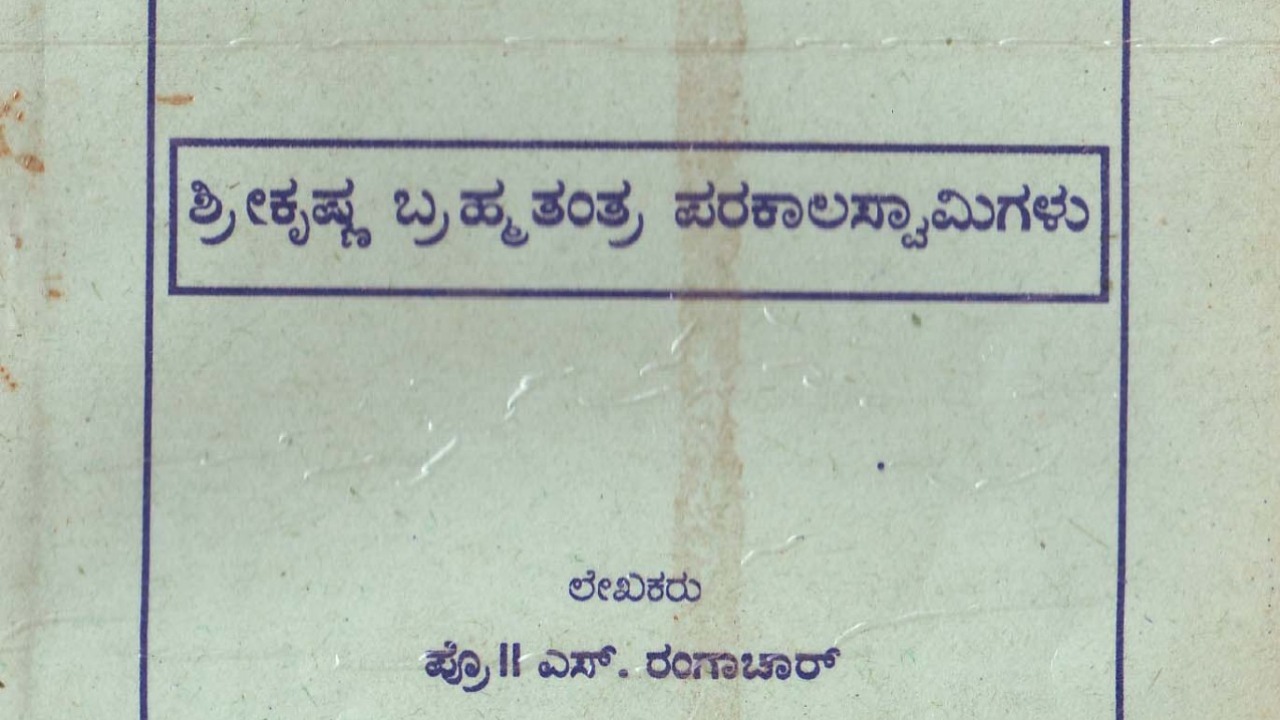 ಶ್ರೀಕೃಷ್ಣ ಬ್ರಹ್ಮತಂತ್ರ ಪರಕಾಲಸ್ವಾಮಿಗಳು
ಲೇಖಕರು
ಪ್ರೊ|| ಎಸ್. ರಂಗಾಚಾರ್